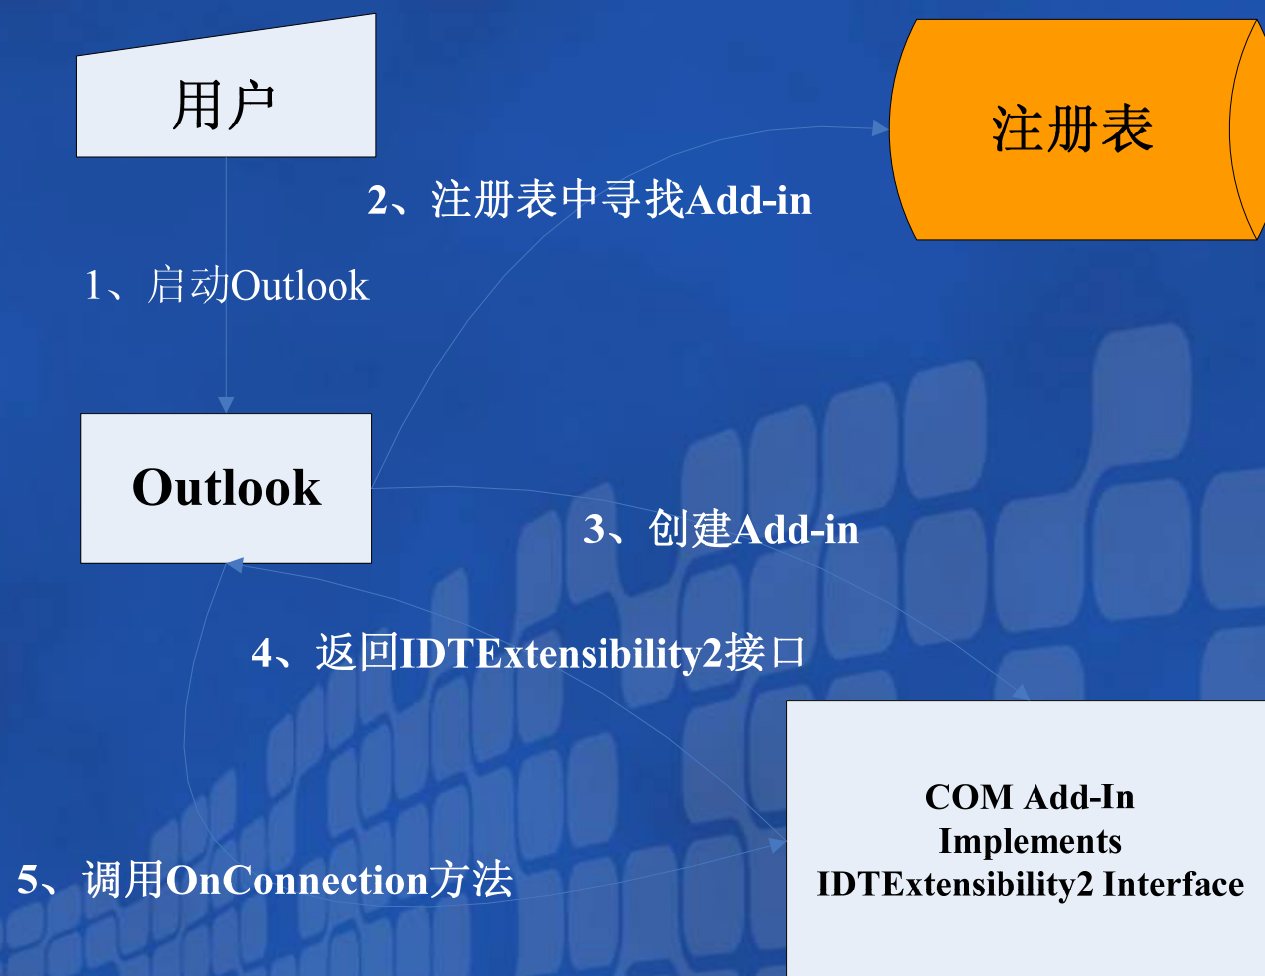 用户
注册表
2、注册表中寻找Add-in
1、启动Outlook
Outlook
3、创建Add-in
4、返回IDTExtensibility2接口
COM Add-In
Implements
IDTExtensibility2 Interface
5、调用OnConnection方法